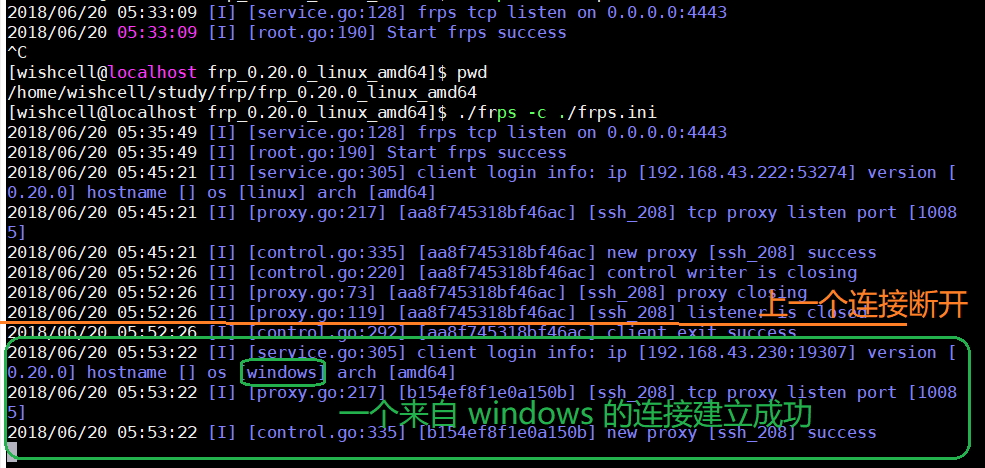 2018/06/20 05:33:09 [I] [service.go:128] frps tcp listen on 0.0.0.0:4443
2018/06/20 05:33:09 [I] [root.go:190] Start frps success
^C
[wishcell@localhost frp_0.20.0_linux_amd64]$ pwd
/home/wishcell/study/frp/frp_0.20.0_linux_amd64
[wishcell@localhost frp_0.20.0_linux_amd64]$ ./frps -c ./frps.ini
2018/06/20 05:35:49 [I] [service.go:128] frps tcp listen on 0.0.0.0:4443
2018/06/20 05:35:49 [I] [root.go:190] Start frps success
2018/06/20 05:45:21 [I] [service.go:305] client login info: ip [192.168.43.222:53274] version [
0.20.0] hostname [] os [linux] arch [amd64]
2018/06/20 05:45:21 [I] [proxy.go:217] [aa8f745318bf46ac] [ssh_208] tcp proxy listen port [1008
5]
2018/06/20 05:45:21 [I] [control.go:335] [aa8f745318bf46ac] new proxy [ssh_208] success
2018/06/20 05:52:26 [I] [control.go:220] [aa8f745318bf46ac] control writer is closing
2018/06/20 05:52:26 [I] [proxy.go:73] [aa8f745318bf46ac] [ssh_208] proxy closing
2018/06/20 05:52:26 [I] [proxy.go:119] [aa8f745318bf46ac] [ssh_208] listener is closed
上一个连接断开
2018/06/20 05:52:26 [I] [control.go:292] [aa8f745318bf46ac] client exit success
2018/06/20 05:53:22 [I] [service.go:305] client login info: ip [192.168.43.230:19307] version [
0.20.0] hostname [] os [windows] arch [amd64]
2018/06/20 05:53:22 [I] [proxy.go:217] [b154ef8f1e0a150b] [ssh_208] tcp proxy listen port [1008
5]
一个来自 windows 的连接建立成功
2018/06/20 05:53:22 [I] [control.go:335] [b154ef8f1e0a150b] new proxy [ssh_208] success